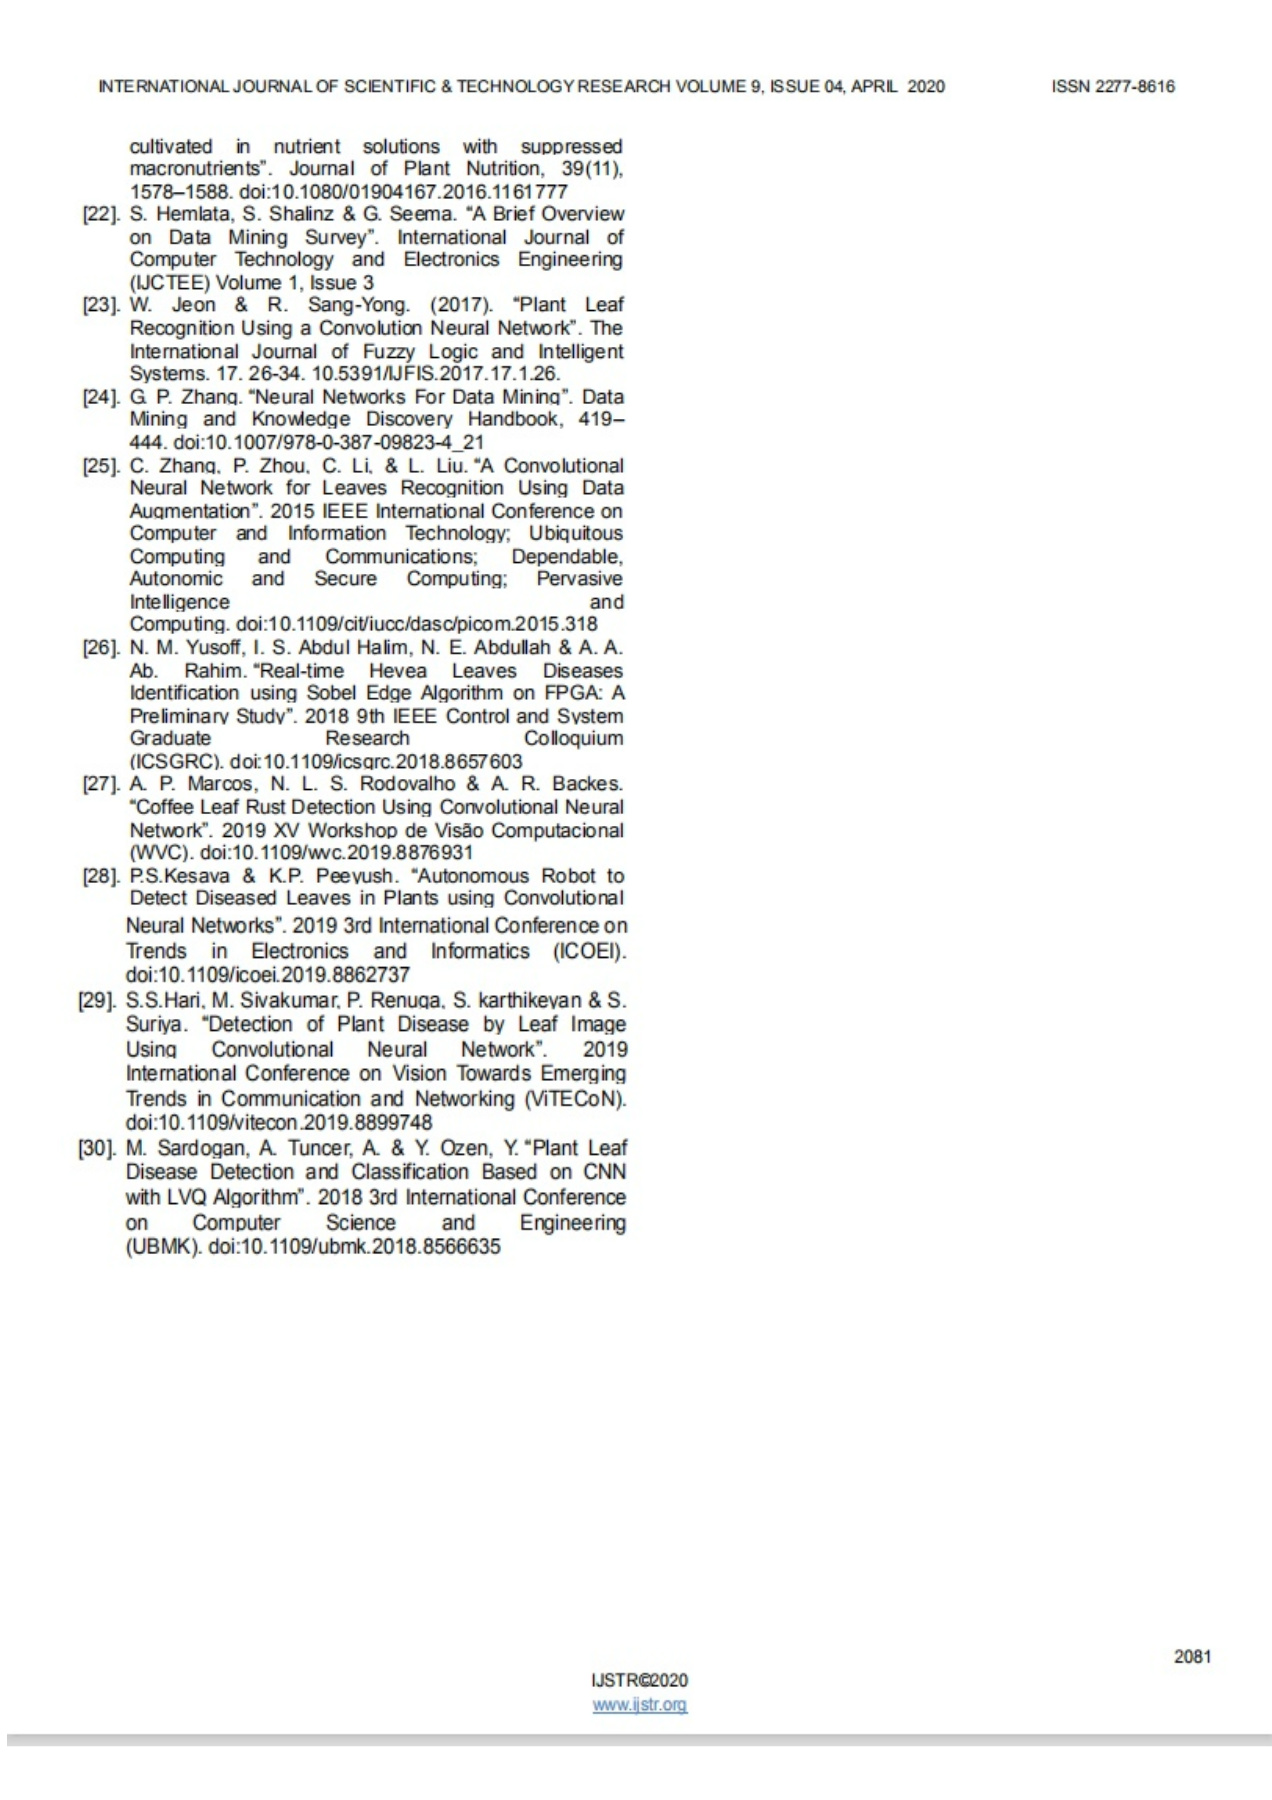 INTERNATIONAL JOURNAL OF SCIENTIFIC & TECHNOLOGY RESEARCH VOLUME 9, ISSUE 04, APRIL 2020 ISSN 2277-8616
cultivated in nutrient solutions with suppressed
macronutrients”. Journal of Plant Nutrition, 39(11),
1578–1588. doi:10.1080/01904167.2016.1161777
[22]. S. Hemlata, S. Shalinz & G. Seema. “A Brief Overview
on Data Mining Survey”. International Journal of
Computer Technology and Electronics Engineering
(IJCTEE) Volume 1, Issue 3
[23]. W. Jeon & R. Sang-Yong. (2017). “Plant Leaf
Recognition Using a Convolution Neural Network”. The
International Journal of Fuzzy Logic and Intelligent
Systems. 17. 26-34. 10.5391/IJFIS.2017.17.1.26.
[24]. G. P. Zhang. “Neural Networks For Data Mining”. Data
Mining and Knowledge Discovery Handbook, 419–
444. doi:10.1007/978-0-387-09823-4_21
[25]. C. Zhang, P. Zhou, C. Li, & L. Liu. “A Convolutional
Neural Network for Leaves Recognition Using Data
Augmentation”. 2015 IEEE International Conference on
Computer and Information Technology; Ubiquitous
Computing and Communications; Dependable,
Autonomic and Secure Computing; Pervasive
Intelligence and
Computing. doi:10.1109/cit/iucc/dasc/picom.2015.318
[26]. N. M. Yusoff, I. S. Abdul Halim, N. E. Abdullah & A. A.
Ab. Rahim. “Real-time Hevea Leaves Diseases
Identification using Sobel Edge Algorithm on FPGA: A
Preliminary Study”. 2018 9th IEEE Control and System
Graduate Research Colloquium
(ICSGRC). doi:10.1109/icsgrc.2018.8657603
[27]. A. P. Marcos, N. L. S. Rodovalho & A. R. Backes.
“Coffee Leaf Rust Detection Using Convolutional Neural
Network”. 2019 XV Workshop de Visão Computacional
(WVC). doi:10.1109/wvc.2019.8876931
[28]. P.S.Kesava & K.P. Peeyush. “Autonomous Robot to
Detect Diseased Leaves in Plants using Convolutional
Neural Networks”. 2019 3rd International Conference on
Trends in Electronics and Informatics (ICOEI).
doi:10.1109/icoei.2019.8862737
[29]. S.S.Hari, M. Sivakumar, P. Renuga, S. karthikeyan & S.
Suriya. “Detection of Plant Disease by Leaf Image
Using Convolutional Neural Network”. 2019
International Conference on Vision Towards Emerging
Trends in Communication and Networking (ViTECoN).
doi:10.1109/vitecon.2019.8899748
[30]. M. Sardogan, A. Tuncer, A. & Y. Ozen, Y. “Plant Leaf
Disease Detection and Classification Based on CNN
with LVQ Algorithm”. 2018 3rd International Conference
on Computer Science and Engineering
(UBMK). doi:10.1109/ubmk.2018.8566635
2081
IJSTR©2020
www.ijstr.org